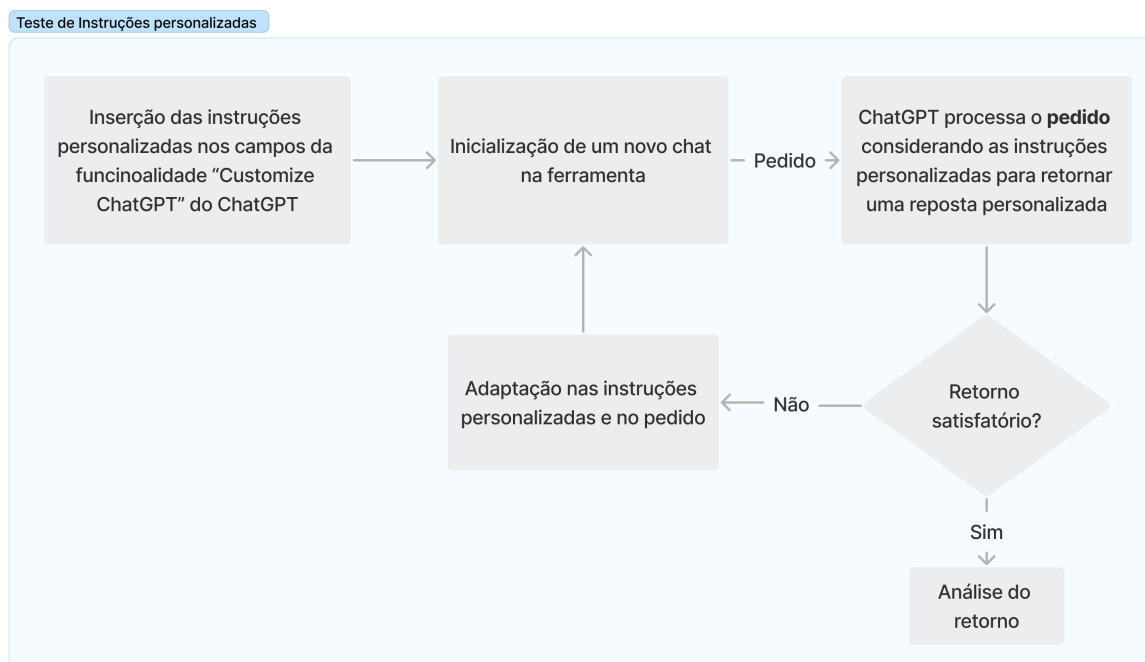 Teste de Instruções personalizadas
Inserção das instruções
personalizadas nos campos da
funcinoalidade “Customize
ChatGPT” do ChatGPT
Inicialização de um novo chat
na ferramenta
Pedido
ChatGPT processa o pedido
considerando as instruções
personalizadas para retornar
uma reposta personalizada
Adaptação nas instruções
personalizadas e no pedido
Não
Retorno
satisfatório?
Sim
Análise do
retorno